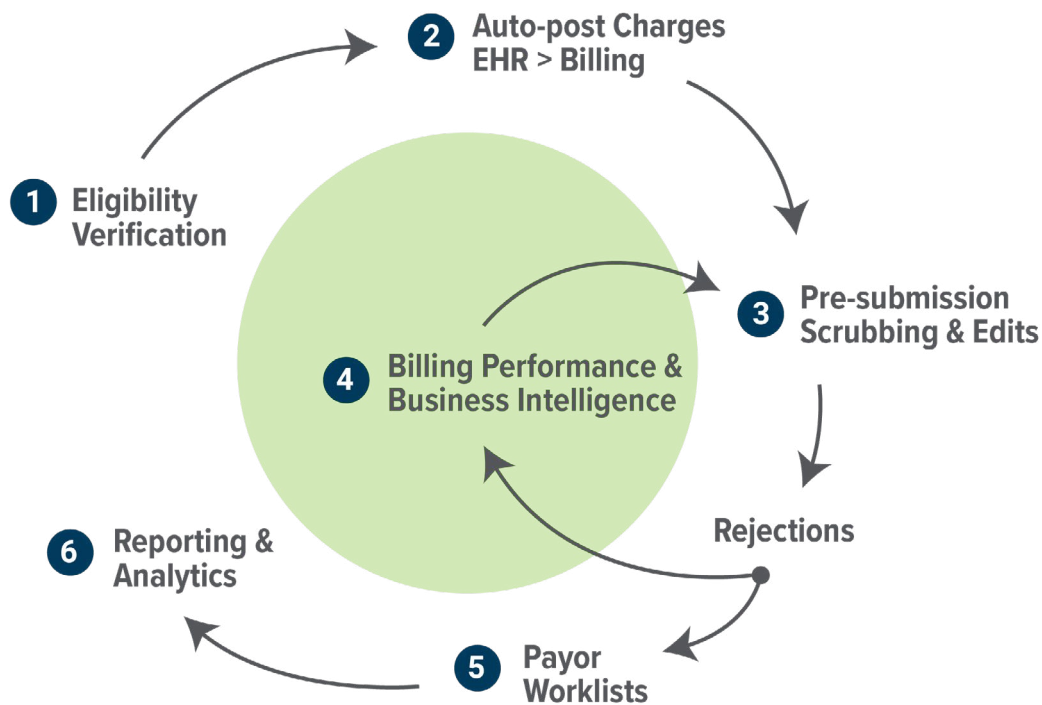 1 Eligibility
Verification
2 Auto-post Charges
EHR > Billing
3 Pre-submission
Scrubbing & Edits
4 Billing Performance &
Business Intelligence
Rejections
5 Payor
Worklists
6 Reporting &
Analytics